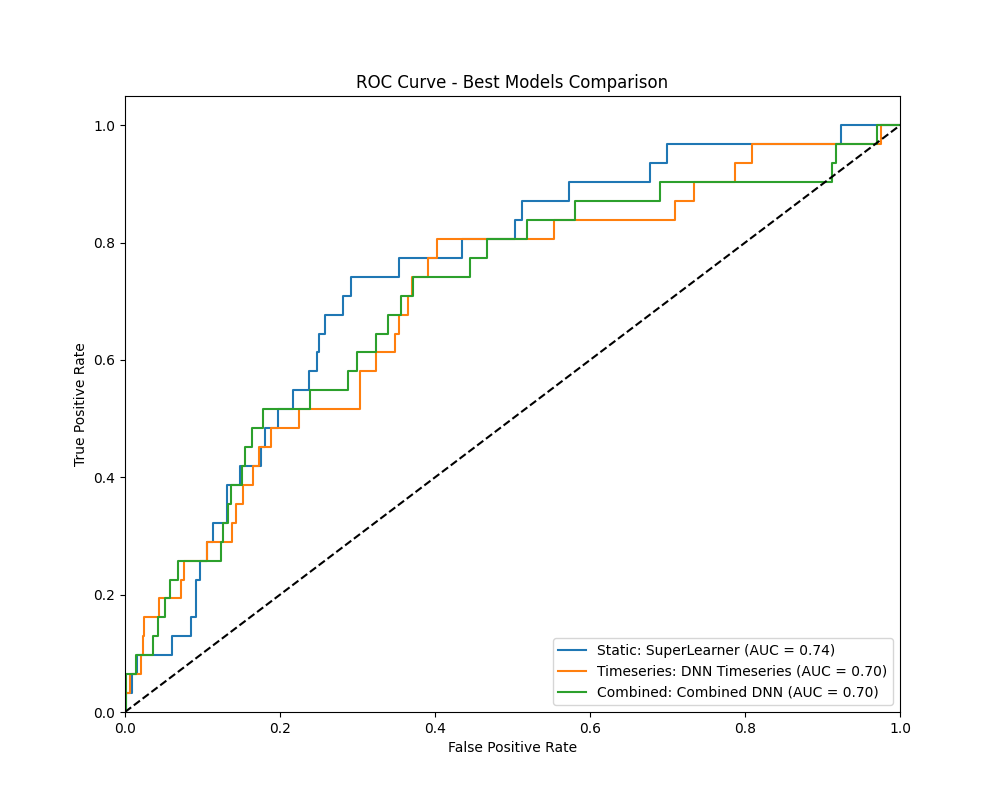 ROC Curve - Best Models Comparison
1.0
0.8
0.6
0.4
0.2
0.0
True Positive Rate
Static: SuperLearner (AUC = 0.74)
Timeseries: DNN Timeseries (AUC = 0.70)
Combined: Combined DNN (AUC = 0.70)
0.0 0.2 0.4 0.6 0.8 1.0
False Positive Rate